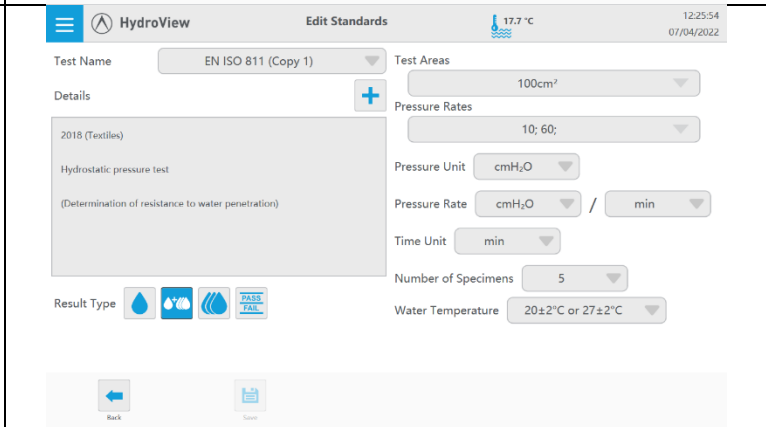 HydroView
Edit Standards
17.7 °C
12:25:54
07/04/2022
Test Name
EN ISO 811 (Copy 1)
Details
2018 (Textiles)
Hydrostatic pressure test
(Determination of resistance to water penetration)
Result Type
PASS
FAIL
Test Areas
100cm²
Pressure Rates
10; 60;
Pressure Unit cmH₂O
Pressure Rate cmH₂O / min
Time Unit min
Number of Specimens 5
Water Temperature 20±2°C or 27±2°C
Back
Save